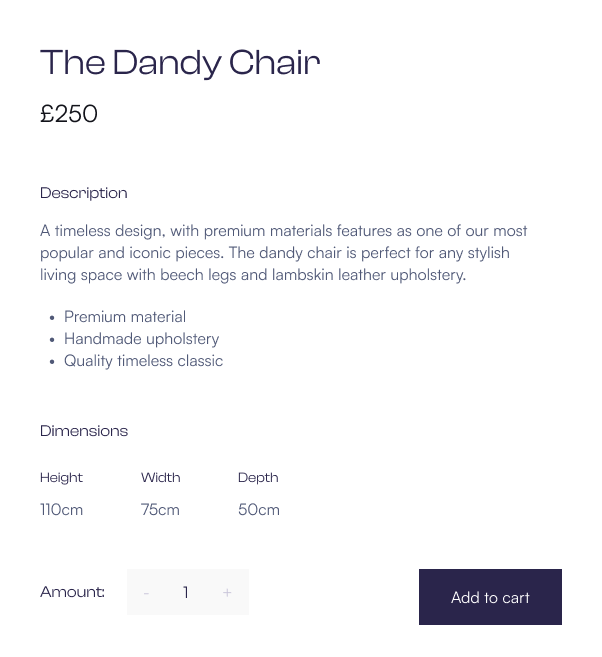 The Dandy Chair
£250
Description
A timeless design, with premium materials features as one of our most
popular and iconic pieces. The dandy chair is perfect for any stylish
living space with beech legs and lambskin leather upholstery.
• Premium material
• Handmade upholstery
• Quality timeless classic
Dimensions
Height Width Depth
110cm 75cm 50cm
Amount: - 1 + Add to cart